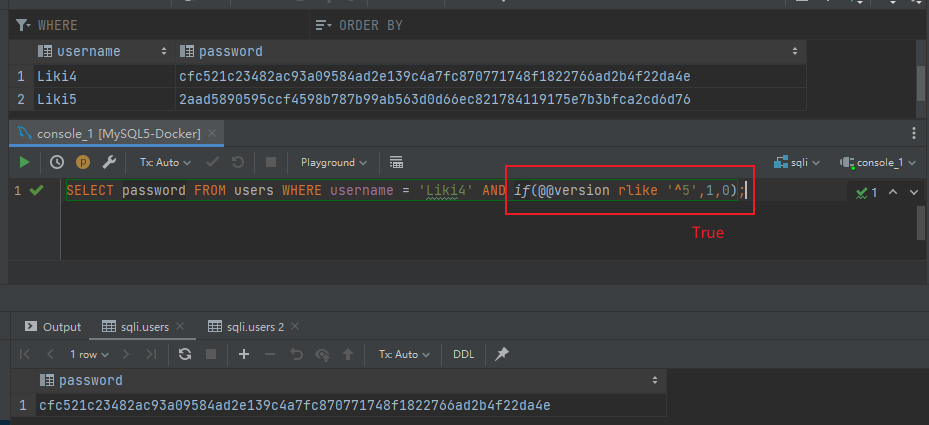 WHERE ORDER BY
username password
1 Liki4 cfc521c23482ac93a09584ad2e139c4a7fc870771748f1822766ad2b4f22da4e
2 Liki5 2aad5890595ccf4598b787b99ab563d0d66ec821784119175e7b3bfca2cd6d76
console_1 [MySQL5-Docker]
Tx: Auto Playground sqli console_1
1 SELECT password FROM users WHERE username = 'Liki4' AND if(@@version rlike '^5',1,0); 1
True
Output sqli.users sqli.users 2
1 row Tx: Auto DDL
password
1 cfc521c23482ac93a09584ad2e139c4a7fc870771748f1822766ad2b4f22da4e